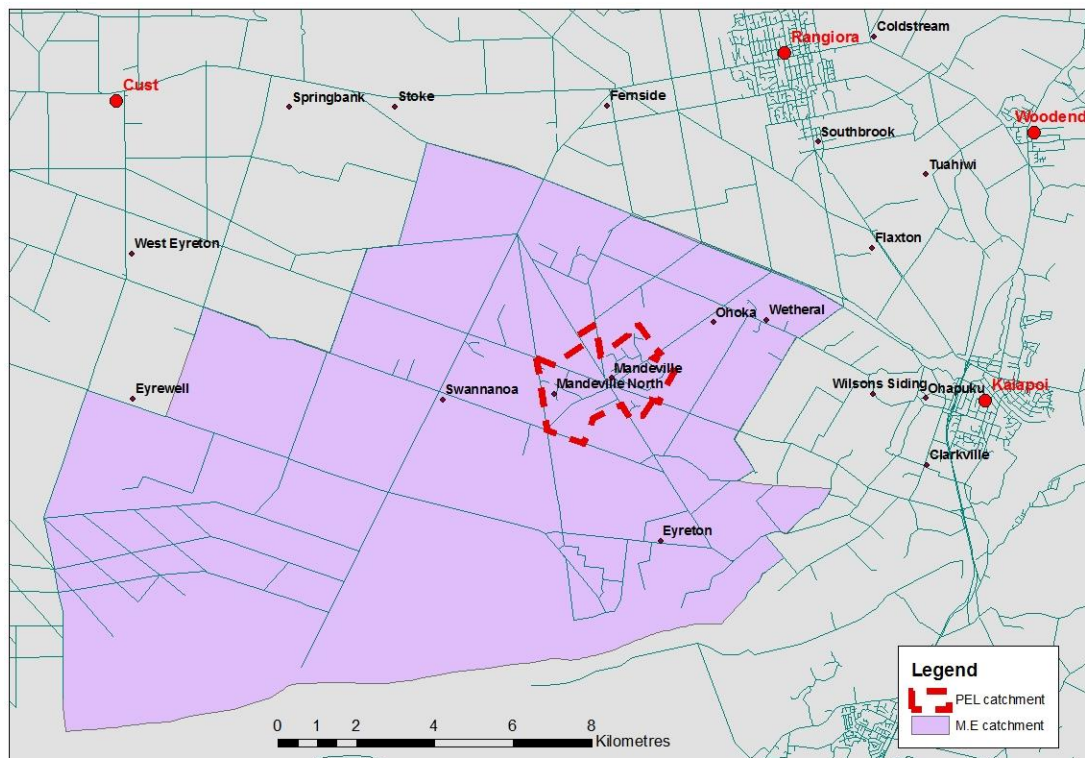 Coldstream
Rangiora
Cust
Springbank
Stoke
Fernside
Woodend
Southbrook
Tuahiwi
West Eyreton
Flaxton
Ohoka
Wetheral
Mandeville
Mandeville North
Eyrewell
Swannanoa
Wilsons Siding
Ohapuku
Kaiapoi
Clarkville
Eyreton
Legend
PEL catchment
M.E catchment
0 1 2 4 6 8
Kilometres